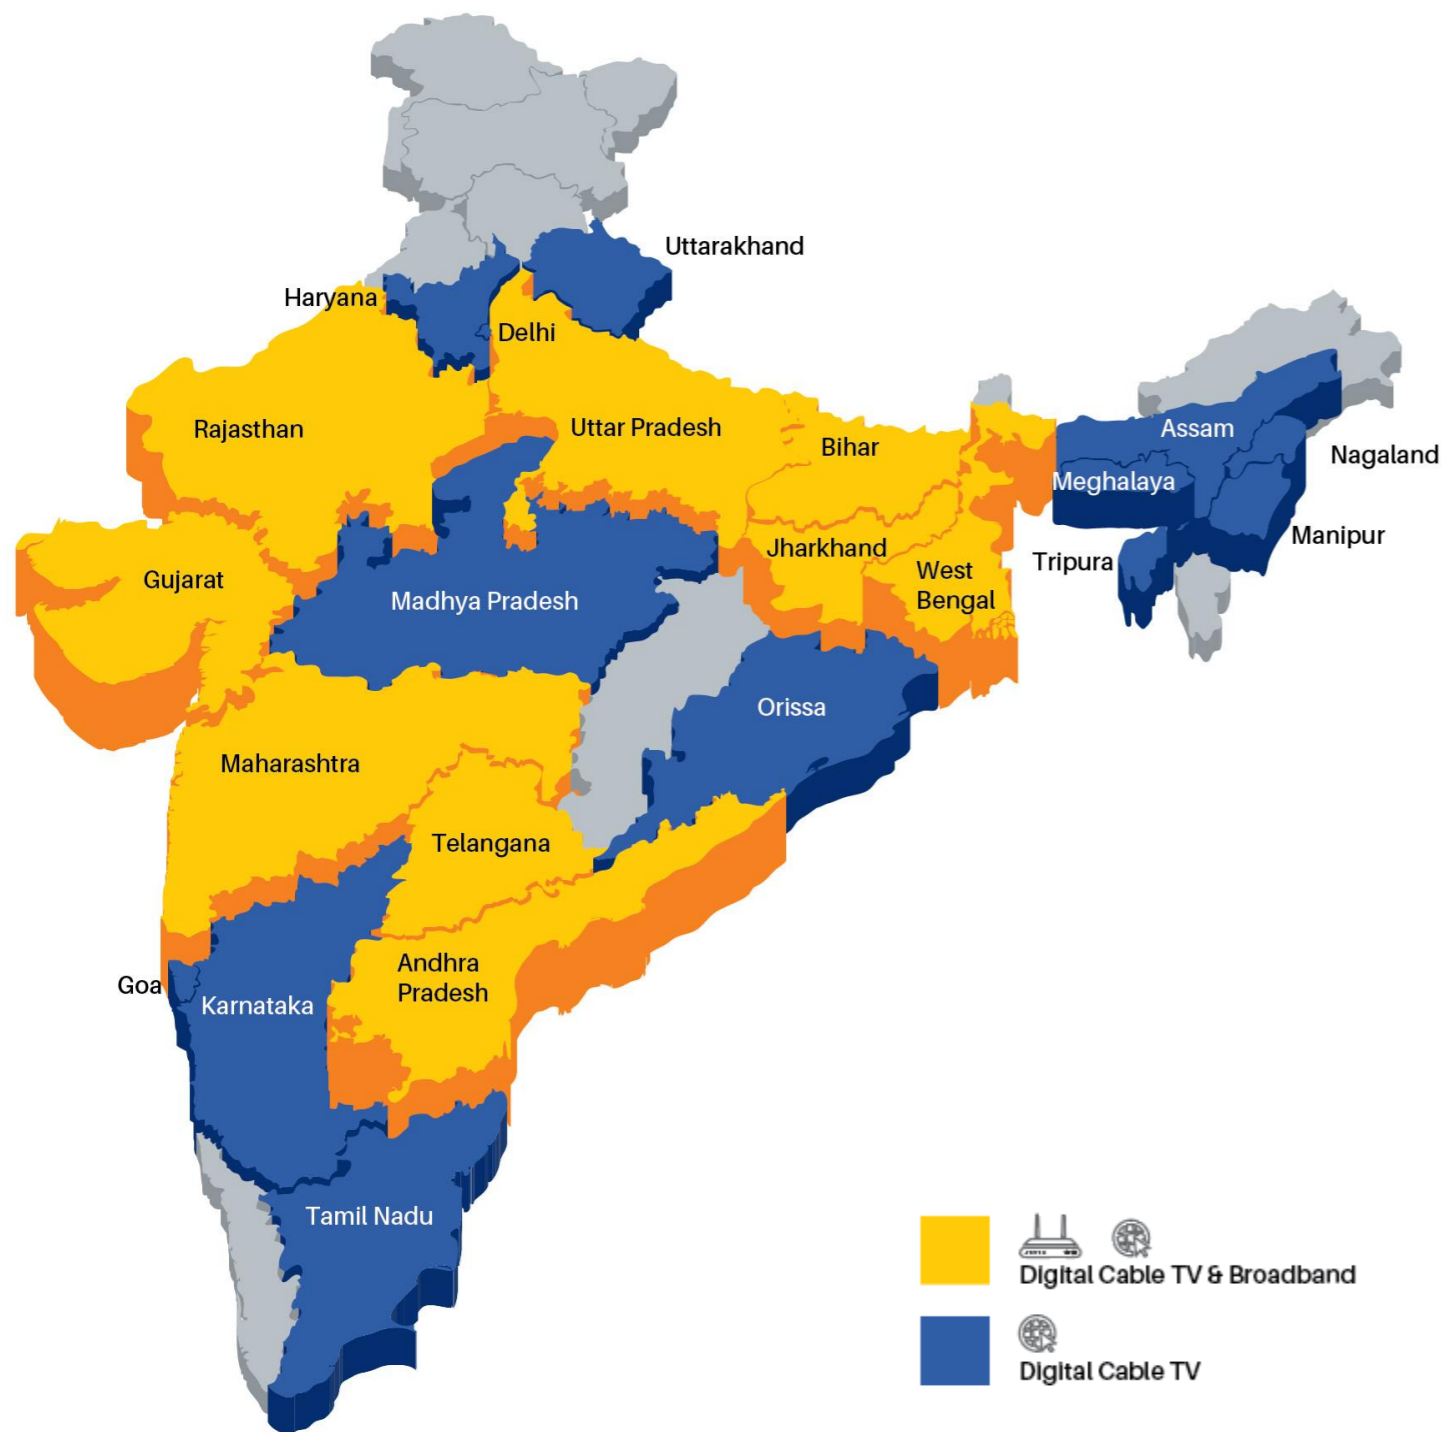 Uttarakhand
Haryana
Delhi
Rajasthan
Uttar Pradesh
Bihar
Assam
Nagaland
Meghalaya
Manipur
Jharkhand
Tripura
Gujarat
West
Bengal
Madhya Pradesh
Orissa
Maharashtra
Telangana
Andhra
Pradesh
Goa
Karnataka
Tamil Nadu
Digital Cable TV & Broadband
Digital Cable TV